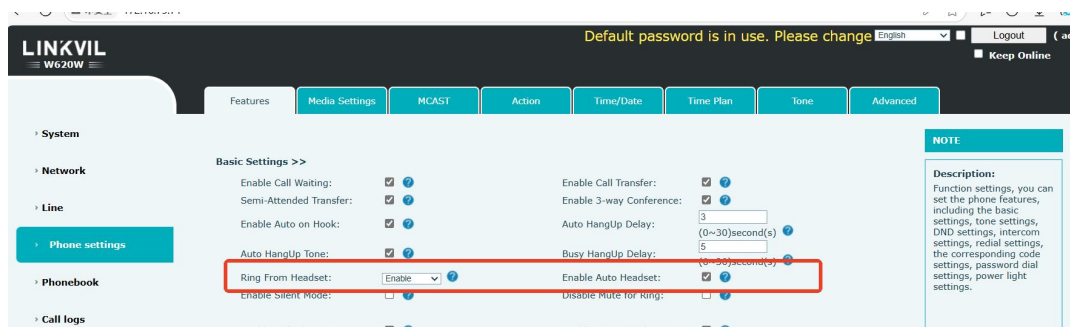 Default password is in use. Please change English Logout
Keep Online
LINKVIL
W620W
Features Media Settings MCAST Action Time/Date Time Plan Tone Advanced
› System
› Network
› Line
› Phone settings
› Phonebook
› Call logs
Basic Settings >>
Enable Call Waiting: Enable Call Transfer:
Semi-Attended Transfer: Enable 3-way Conference:
Enable Auto on Hook: Auto HangUp Delay: 3
(0~30)second(s)
Auto HangUp Tone: Busy HangUp Delay: 5
(0~30)second(s)
Ring From Headset: Enable Enable Auto Headset:
Enable Silent Mode: Disable Mute for Ring:
NOTE
Description:
Function settings, you can
set the phone features,
including the basic
settings, tone settings,
DND settings, intercom
settings, redial settings,
the corresponding code
settings, password dial
settings, power light
settings.